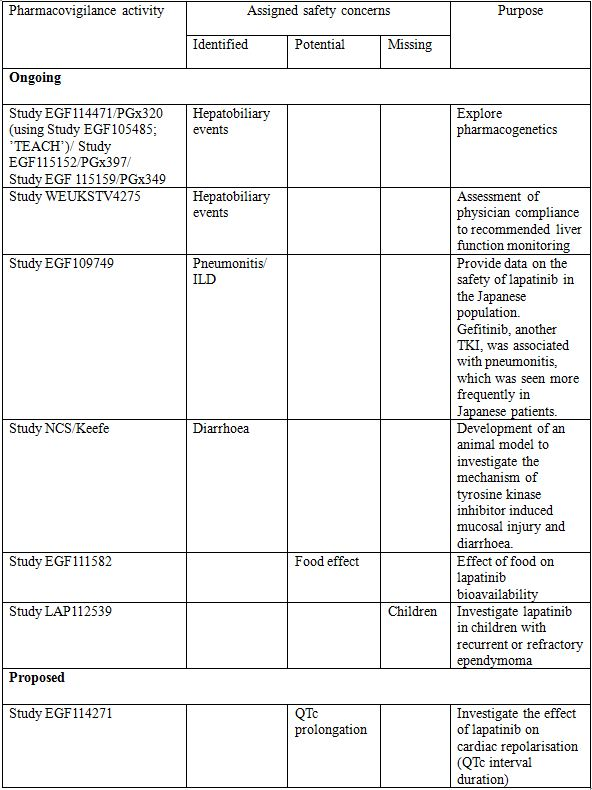 Pharmacovigilance activity
Assigned safety concerns
Purpose
Identified
Potential
Missing
Ongoing
Study EGF114471/PGx320
(using Study EGF105485;
’TEACH’)/ Study
EGF115152/PGx397/
Study EGF 115159/PGx349
Hepatobiliary
events
Explore
pharmacogenetics
Study WEUKSTV4275
Hepatobiliary
events
Assessment of
physician compliance
to recommended liver
function monitoring
Study EGF109749
Pneumonitis/
ILD
Provide data on the
safety of lapatinib in
the Japanese
population.
Gefitinib, another
TKI, was associated
with pneumonitis,
which was seen more
frequently in
Japanese patients.
Study NCS/Keefe
Diarrhoea
Development of an
animal model to
investigate the
mechanism of
tyrosine kinase
inhibitor induced
mucosal injury and
diarrhoea.
Study EGF111582
Food effect
Effect of food on
lapatinib
bioavailability
Study LAP112539
Children
Investigate lapatinib
in children with
recurrent or refractory
ependymoma
Proposed
Study EGF114271
QTc
prolongation
Investigate the effect
of lapatinib on
cardiac repolarisation
(QTc interval
duration)